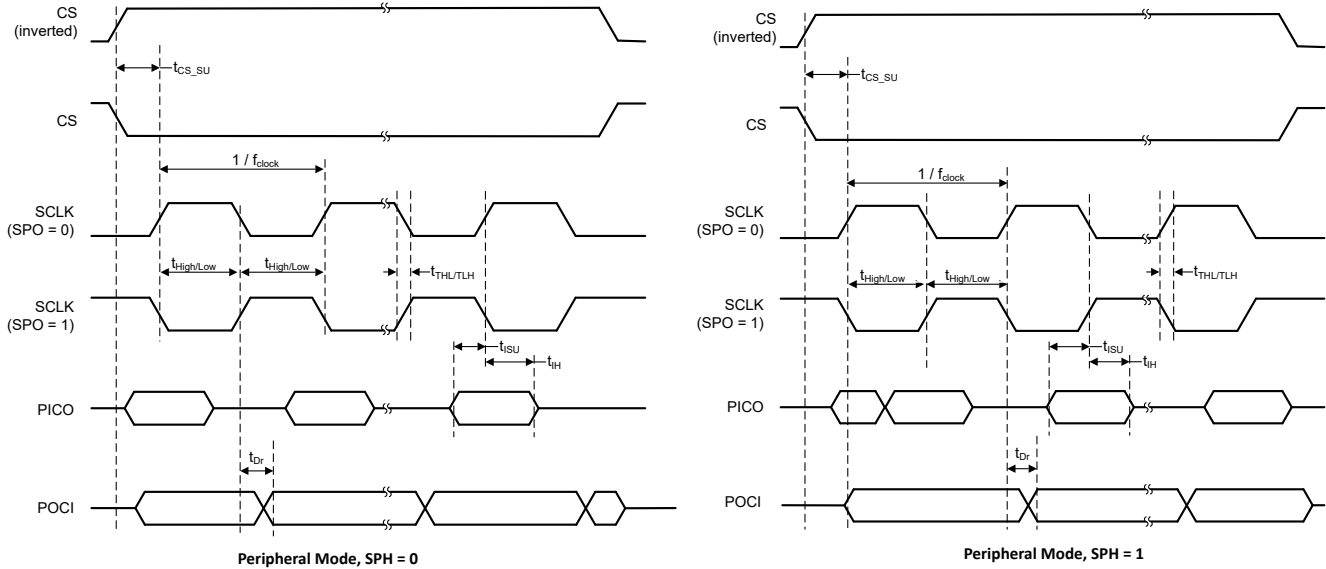 CS
(inverted)
tCS_SU
CS
1 / fclock
SCLK
(SPO = 0)
tHigh/Low
tHigh/Low
tTHL/TLH
SCLK
(SPO = 1)
tISU
tIH
PICO
tDr
POCI
Peripheral Mode, SPH = 0
CS
(inverted)
tCS_SU
CS
1 / fclock
SCLK
(SPO = 0)
tHigh/Low
tHigh/Low
tTHL/TLH
SCLK
(SPO = 1)
tISU
tIH
PICO
tDr
POCI
Peripheral Mode, SPH = 1